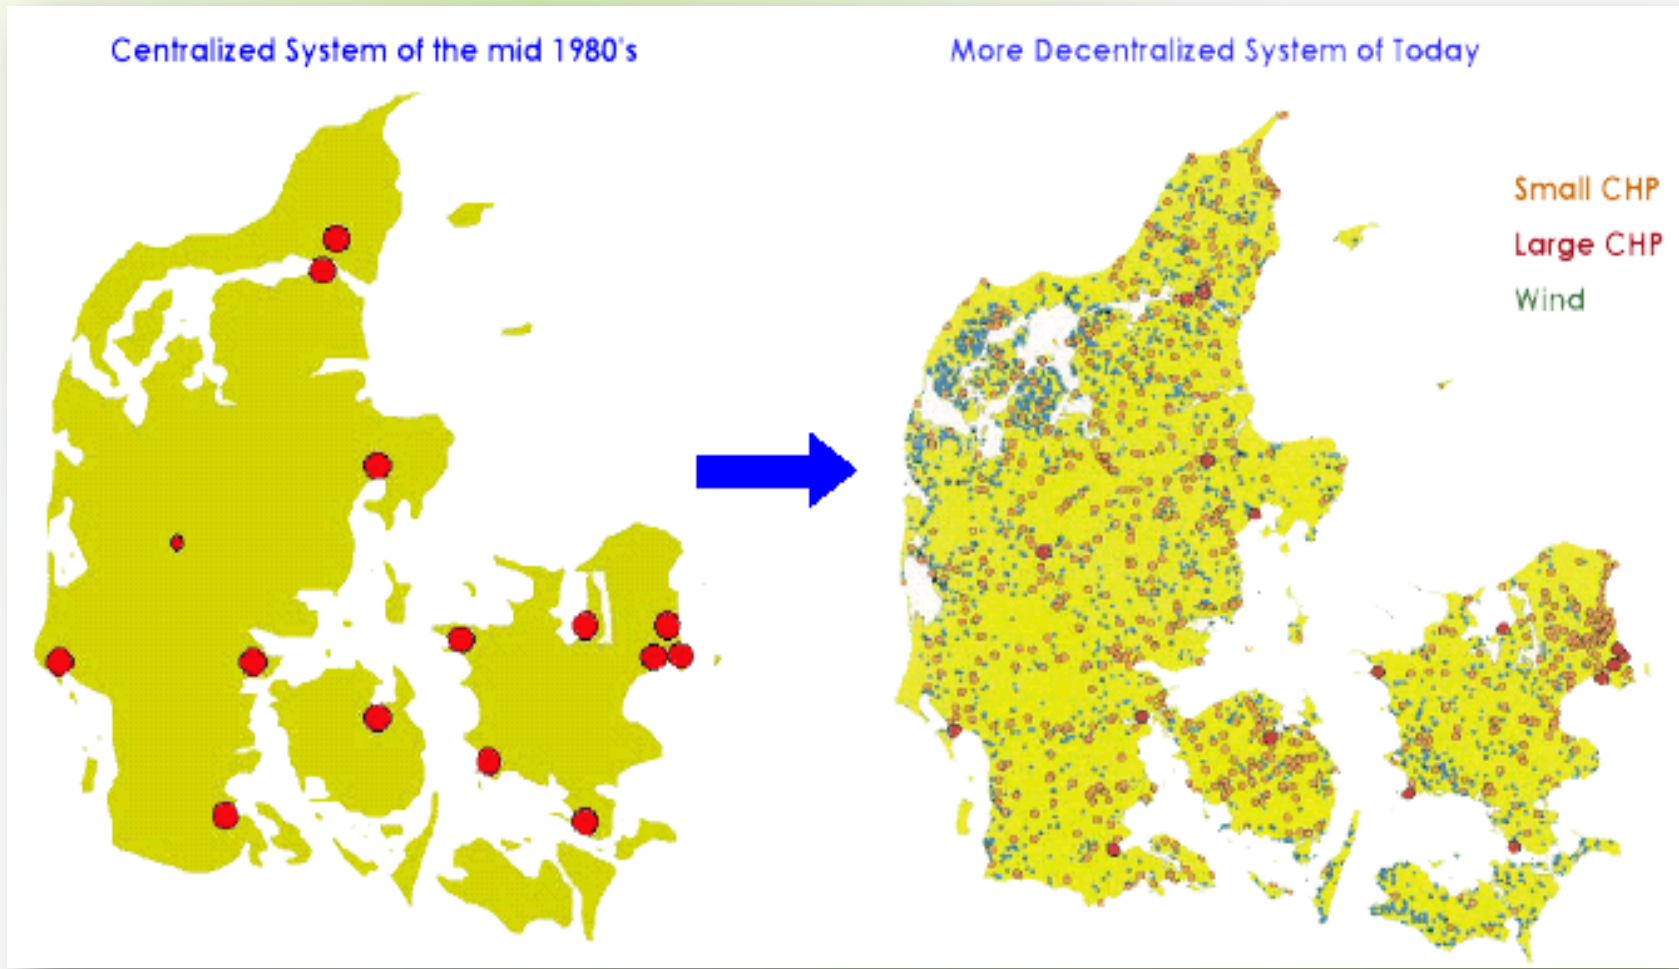 Centralized System of the mid 1980's
More Decentralized System of Today
Small CHP
Large CHP
Wind